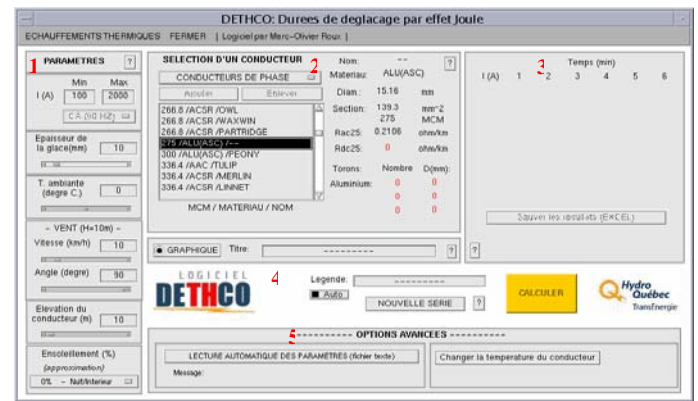 DETHCO: Durees de deglacage par effet Joule
ECHAUFFEMENTS THERMIQUES FERMER | Logiciel par Marc-Olivier Roux |
1 PARAMETRES ?
Min Max
I (A) 100 2000
CA (60 HZ)
Epaisseur de
la glace(mm) 10
T. ambiante
(degre C.) 0
- VENT (H=10m) -
Vitesse (km/h) 10
Angle (degre) 90
Elevation du
conducteur (m) 10
Ensoleillement (%)
(approximation)
0% - Nuit/Interieur
SELECTION D'UN CONDUCTEUR 2
CONDUCTEURS DE PHASE
Ajouter Enlever
266.8 /ACSR /OWL
266.8 /ACSR /WAXWIN
266.8 /ACSR /PARTRIDGE
275 /ALU(ASC) /--
300 /ALU(ASC) /PEONY
336.4 /AAC /TULIP
336.4 /ACSR /MERLIN
336.4 /ACSR /LINNET
MCM / MATERIAU / NOM
Nom: -- ?
Materiau: ALU(ASC)
Diam: 15.16 mm
Section: 139.3 mm^2
275 MCM
Rac25: 0.2106 ohm/km
Rdc25: 0 ohm/km
Torons: Nombre D(mm):
Aluminium: 0 0
0 0
0 0
3
Temps (min)
I (A) 1 2 3 4 5 6
Sauver les resultats (EXCEL)
GRAPHIQUE Titre: --------- ? ?
LOGICIEL
DETHCO
4
Legende: ---------
Auto
NOUVELLE SERIE ?
CALCULER
Hydro
Québec
TransÉnergie
5
---------- OPTIONS AVANCEES ----------
LECTURE AUTOMATIQUE DES PARAMETRES (fichier texte)
Message:
Changer la temperature du conducteur